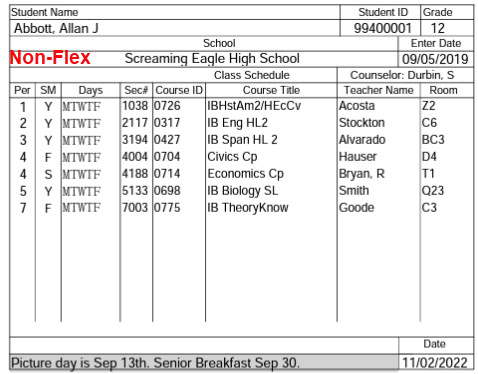 Student Name Student ID Grade
Abbott, Allan J 99400001 12
School Enter Date
Non-Flex Screaming Eagle High School 09/05/2019
Class Schedule Counselor: Durbin, S
Per SM Days Sec# Course ID Course Title Teacher Name Room
1 Y MTWTF 1038 0726 IBHstAm2/HEcCv Acosta Z2
2 Y MTWTF 2117 0317 IB Eng HL2 Stockton C6
3 Y MTWTF 3194 0427 IB Span HL 2 Alvarado BC3
4 F MTWTF 4004 0704 Civics Cp Hauser D4
4 S MTWTF 4188 0714 Economics Cp Bryan, R T1
5 Y MTWTF 5133 0698 IB Biology SL Smith Q23
7 F MTWTF 7003 0775 IB TheoryKnow Goode C3
Date
Picture day is Sep 13th. Senior Breakfast Sep 30. 11/02/2022